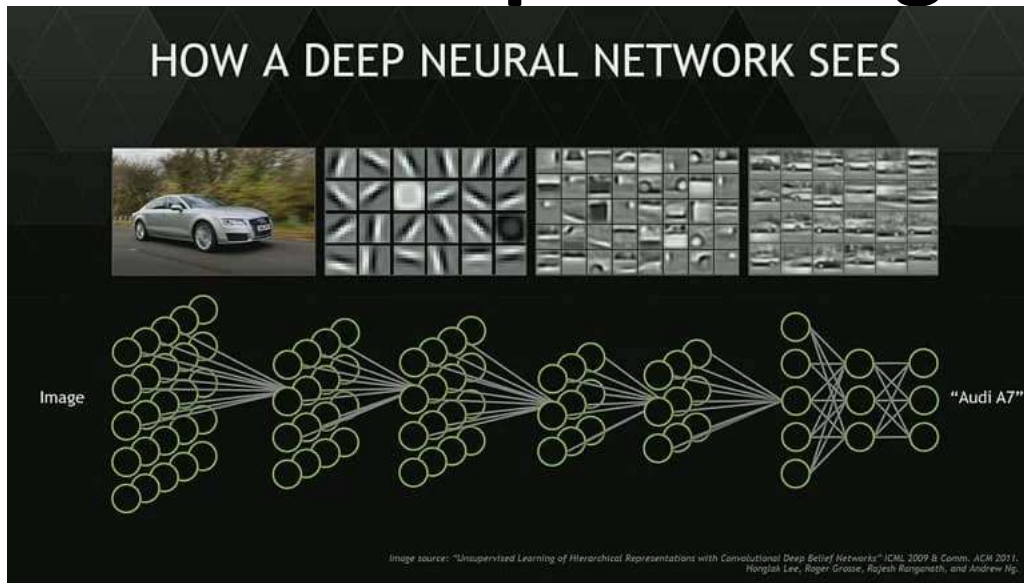 HOW A DEEP NEURAL NETWORK SEES
Image
“Audi A7”
Image source: “Unsupervised Learning of Hierarchical Representations with Convolutional Deep Belief Networks” ICML 2009 & Comm. ACM 2011.
Honglak Lee, Roger Grosse, Rajesh Ranganath, and Andrew Ng.